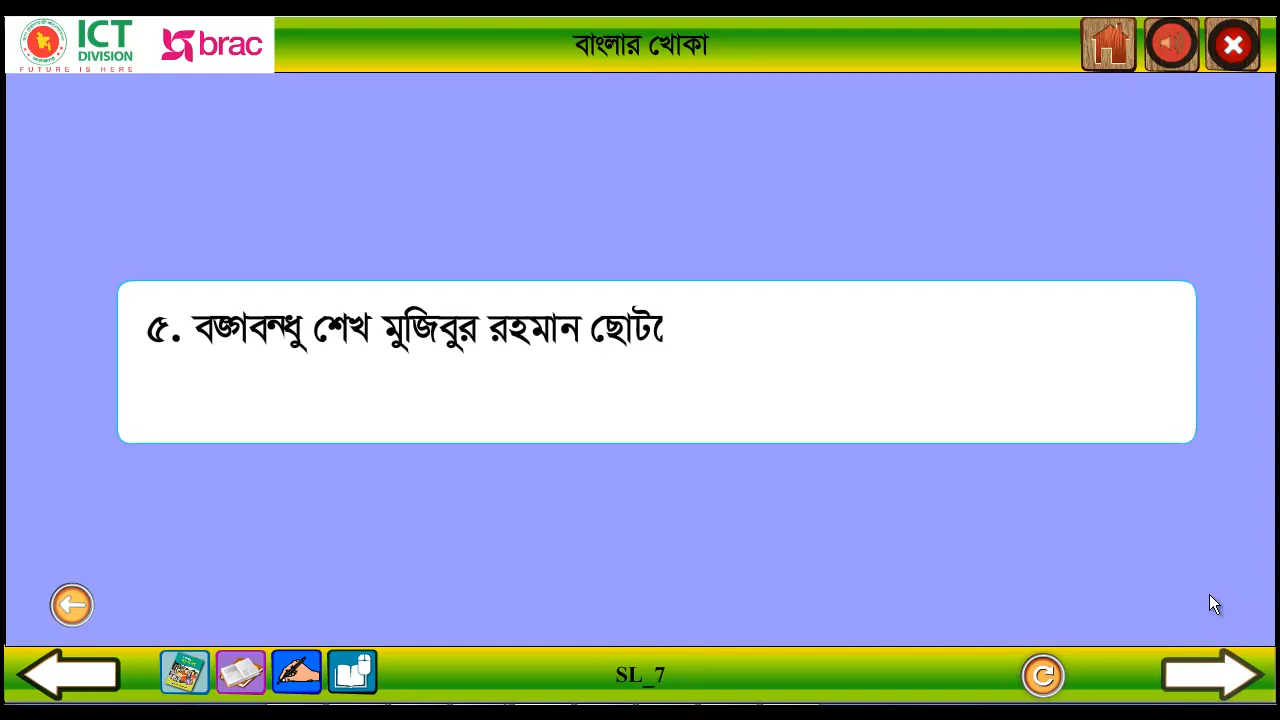 ICT
DIVISION
FUTURE IS HERE
brac
বাংলার খোকা
৫. বঙ্গবন্ধু শেখ মুজিবুর রহমান
SL_7